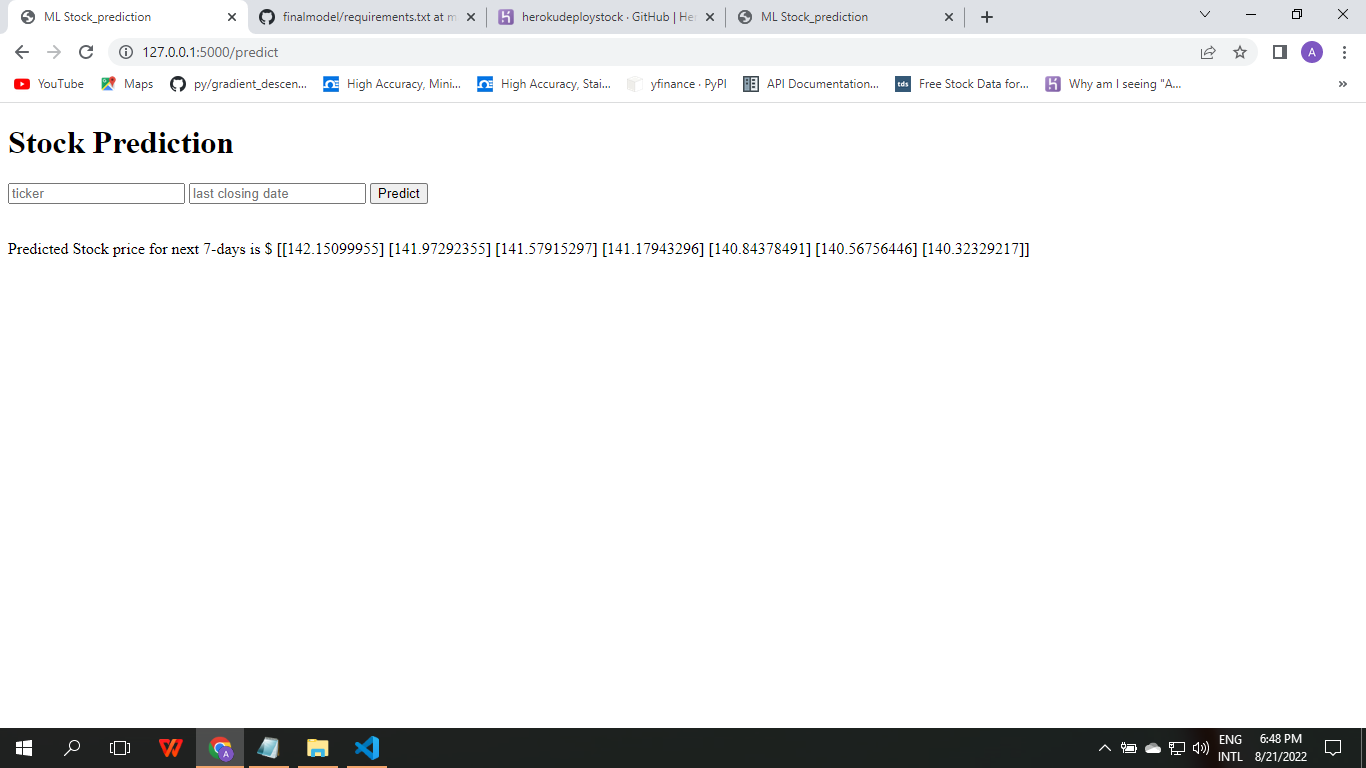 ML Stock_prediction
finalmodel/requirements.txt at m
herokudeploystock · GitHub | Her
ML Stock_prediction
127.0.0.1:5000/predict
A
YouTube
Maps
py/gradient_descen...
High Accuracy, Mini...
High Accuracy, Stai...
yfinance · PyPI
API Documentation...
tds
Free Stock Data for...
Why am I seeing "A...
»
Stock Prediction
ticker
last closing date
Predict
Predicted Stock price for next 7-days is $ [[142.15099955] [141.97292355] [141.57915297] [141.17943296] [140.84378491] [140.56756446] [140.32329217]]
A
ENG
INTL
6:48 PM
8/21/2022